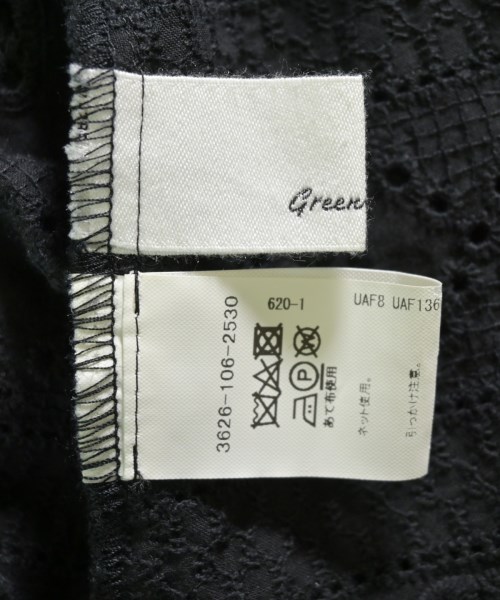 Green
3626-106-2530
620-1
P
W
あて布使用
ネット使用。
引っかけ注意。
UAF8 UAF136